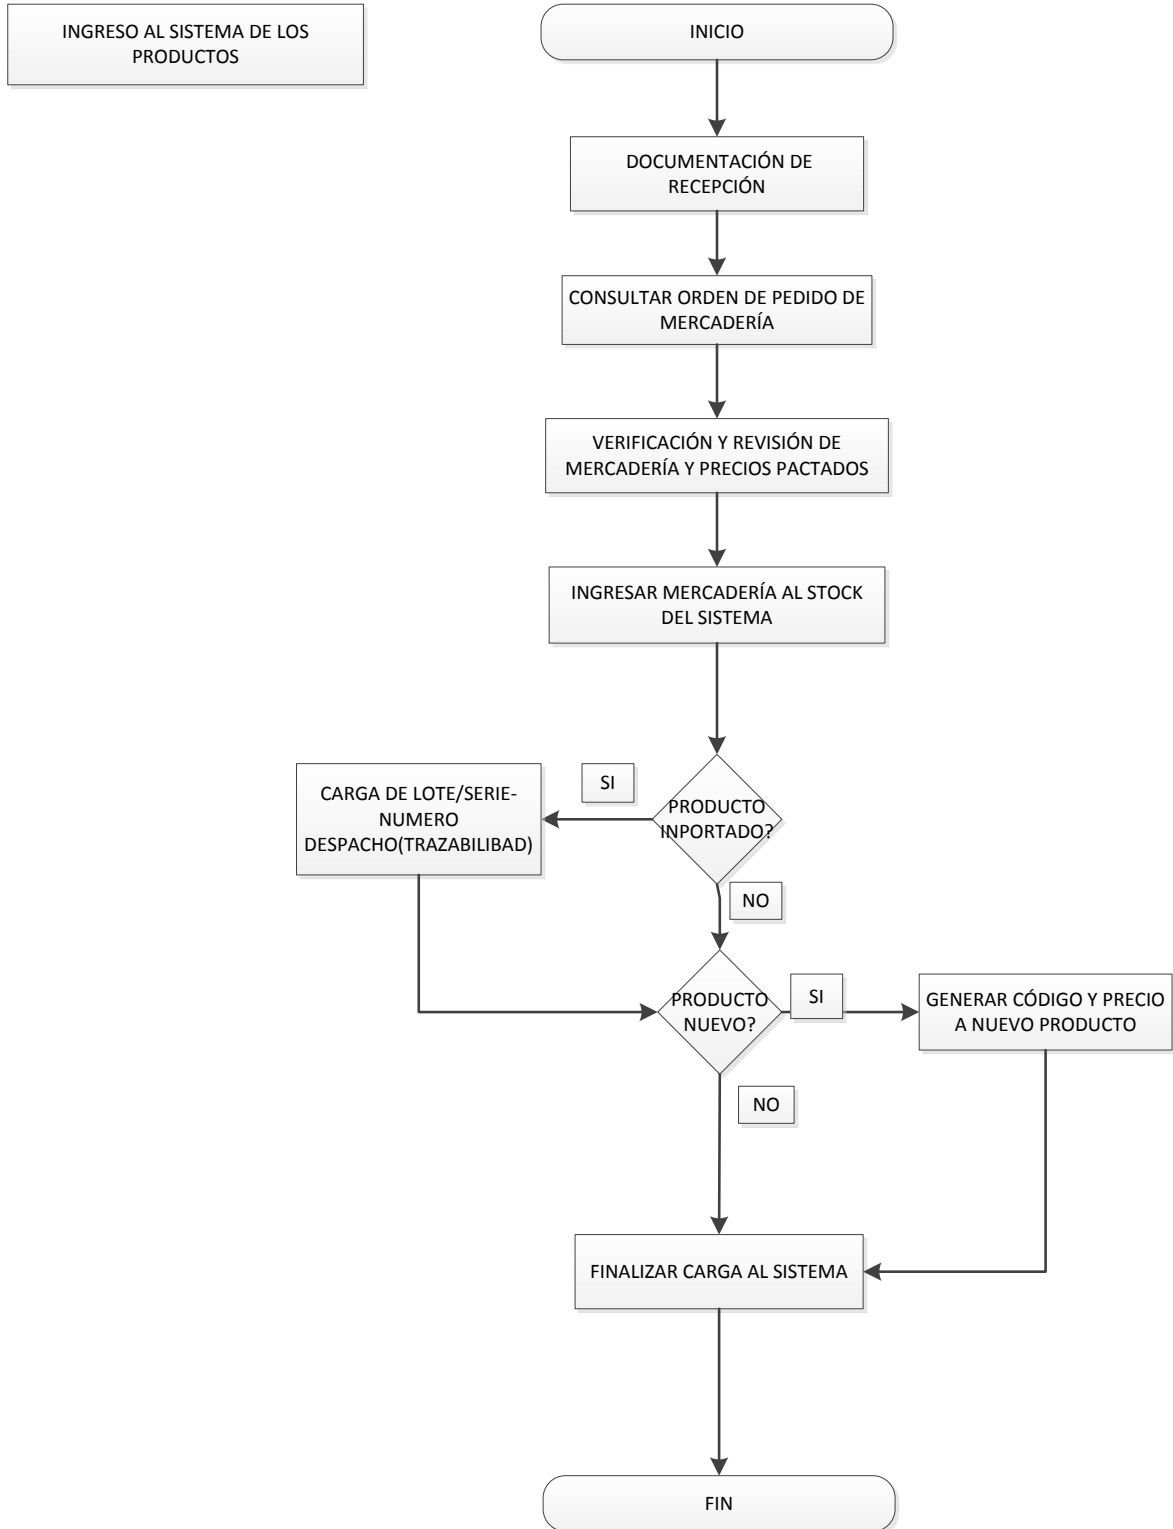 INGRESO AL SISTEMA DE LOS
PRODUCTOS
INICIO
DOCUMENTACIÓN DE
RECEPCIÓN
CONSULTAR ORDEN DE PEDIDO DE
MERCADERÍA
VERIFICACIÓN Y REVISIÓN DE
MERCADERÍA Y PRECIOS PACTADOS
INGRESAR MERCADERÍA AL STOCK
DEL SISTEMA
PRODUCTO
INPORTADO?
SI
CARGA DE LOTE/SERIE-
NUMERO
DESPACHO(TRAZABILIBAD)
NO
PRODUCTO
NUEVO?
SI
GENERAR CÓDIGO Y PRECIO
A NUEVO PRODUCTO
NO
FINALIZAR CARGA AL SISTEMA
FIN